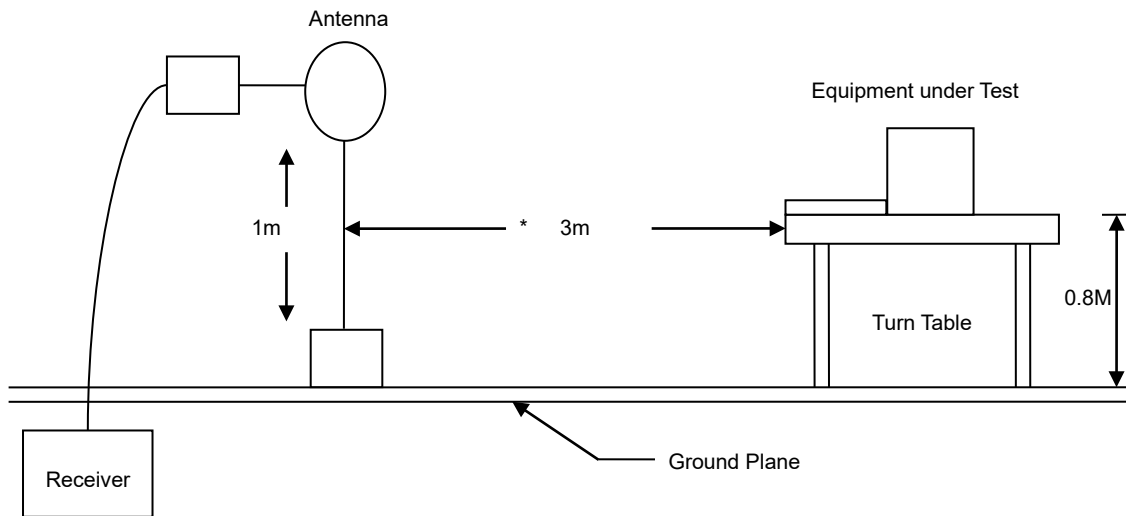 Antenna
Equipment under Test
1m
* 3m
0.8M
Turn Table
Ground Plane
Receiver